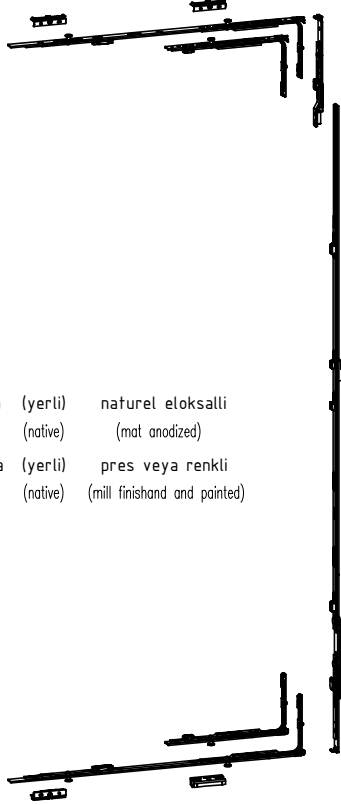 (yerli) naturel eloksalli
(native) (mat anodized)
(yerli) pres veya renkli
(native) (mill finishand and painted)